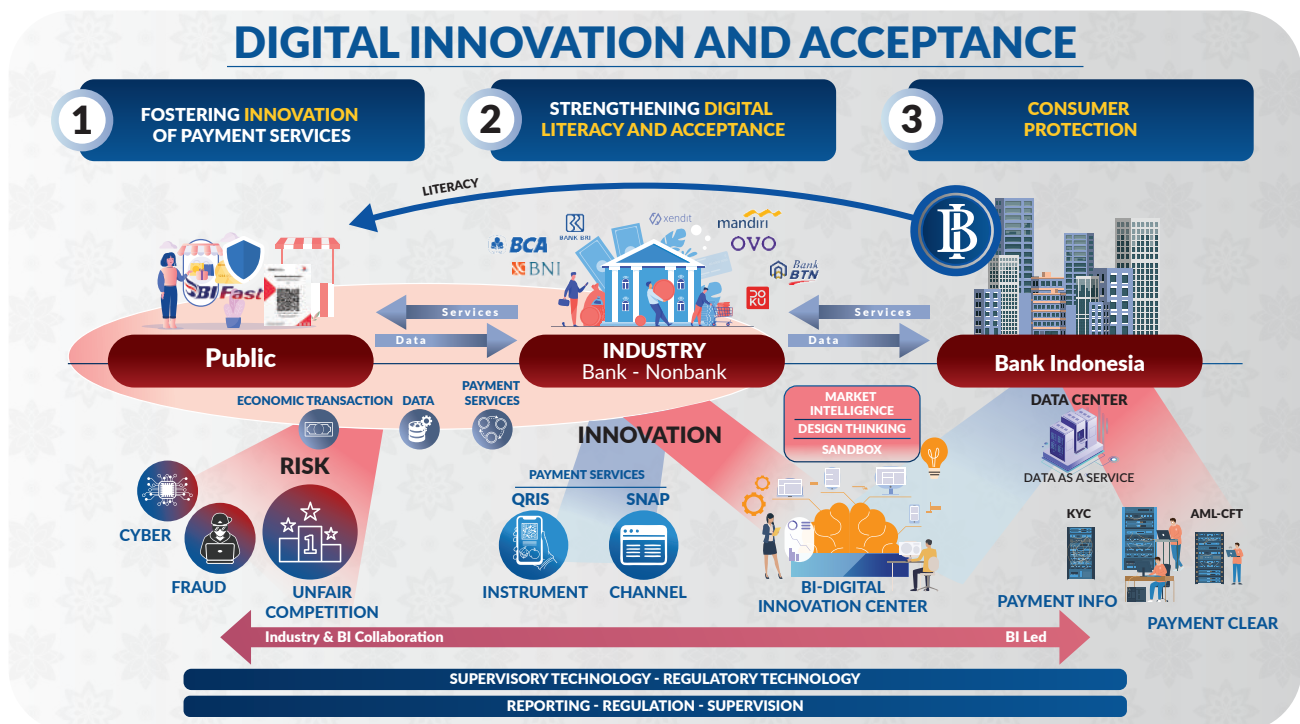 DIGITAL INNOVATION AND ACCEPTANCE
1
FOSTERING INNOVATION
OF PAYMENT SERVICES
2
STRENGTHENING DIGITAL
LITERACY AND ACCEPTANCE
3
CONSUMER
PROTECTION
LITERACY
BI Fast
BCA
BANK BRI
BNI
xendit
mandiri
OVO
Bank
BTN
DO
KU
BI
Services
Data
Services
Data
Public
INDUSTRY
Bank - Nonbank
Bank Indonesia
ECONOMIC TRANSACTION
DATA
PAYMENT
SERVICES
RISK
CYBER
FRAUD
1
UNFAIR
COMPETITION
INNOVATION
PAYMENT SERVICES
QRIS
SNAP
INSTRUMENT
CHANNEL
MARKET
INTELLIGENCE
DESIGN THINKING
SANDBOX
BI-DIGITAL
INNOVATION CENTER
DATA CENTER
DATA AS A SERVICE
KYC
AML-CFT
PAYMENT INFO
PAYMENT CLEAR
Industry & BI Collaboration
BI Led
SUPERVISORY TECHNOLOGY - REGULATORY TECHNOLOGY
REPORTING - REGULATION - SUPERVISION